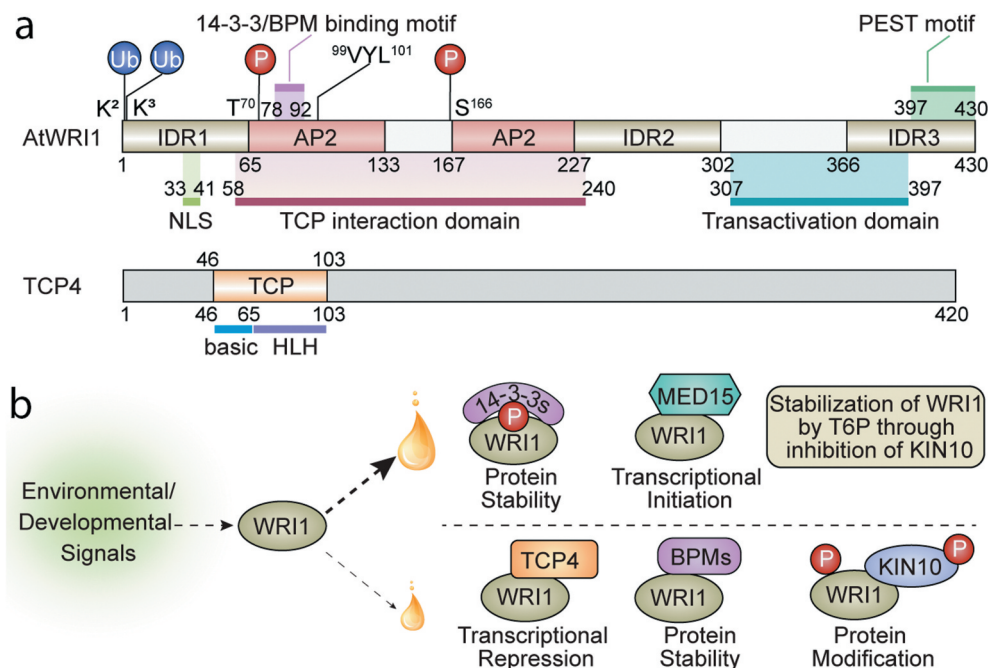 a
14-3-3/BPM binding motif
PEST motif
Ub Ub P ⁹⁹VYL¹⁰¹ P
K² K³ T⁷⁰ 78 92 S¹⁶⁶ 397 430
AtWRI1 IDR1 AP2 AP2 IDR2 IDR3
1 65 133 167 227 302 366 430
33 41 58 240 307 397
NLS TCP interaction domain Transactivation domain
46 103
TCP4 TCP
1 46 65 103 420
basic HLH
b
Environmental/
Developmental
Signals
WRI1
14-3-3s
P
WRI1
Protein
Stability
MED15
WRI1
Transcriptional
Initiation
Stabilization of WRI1
by T6P through
inhibition of KIN10
TCP4
WRI1
Transcriptional
Repression
BPMs
WRI1
Protein
Stability
P P
KIN10
WRI1
Protein
Modification